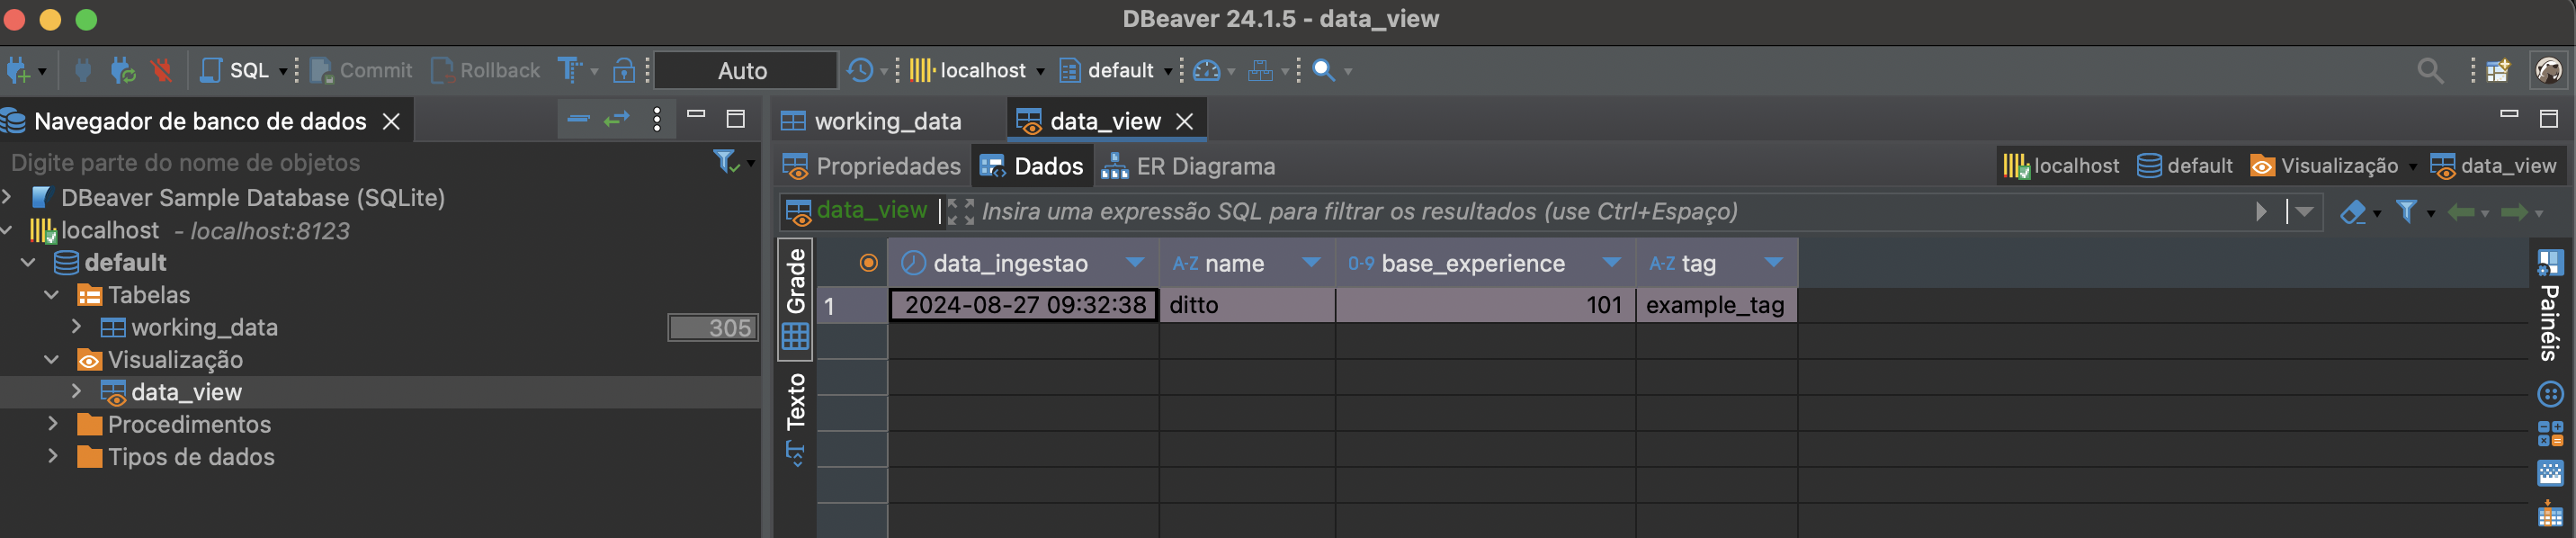 DBeaver 24.1.5 - data_view
SQL Commit Rollback Auto localhost default
Navegador de banco de dados
Digite parte do nome de objetos
DBeaver Sample Database (SQLite)
localhost - localhost:8123
default
Tabelas
working_data 305
Visualização
data_view
Procedimentos
Tipos de dados
working_data data_view
Propriedades Dados ER Diagrama localhost default Visualização data_view
data_view Insira uma expressão SQL para filtrar os resultados (use Ctrl+Espaço)
Grade
Texto
data_ingestao A-Z name 0-9 base_experience A-Z tag
1 2024-08-27 09:32:38 ditto 101 example_tag
Painéis